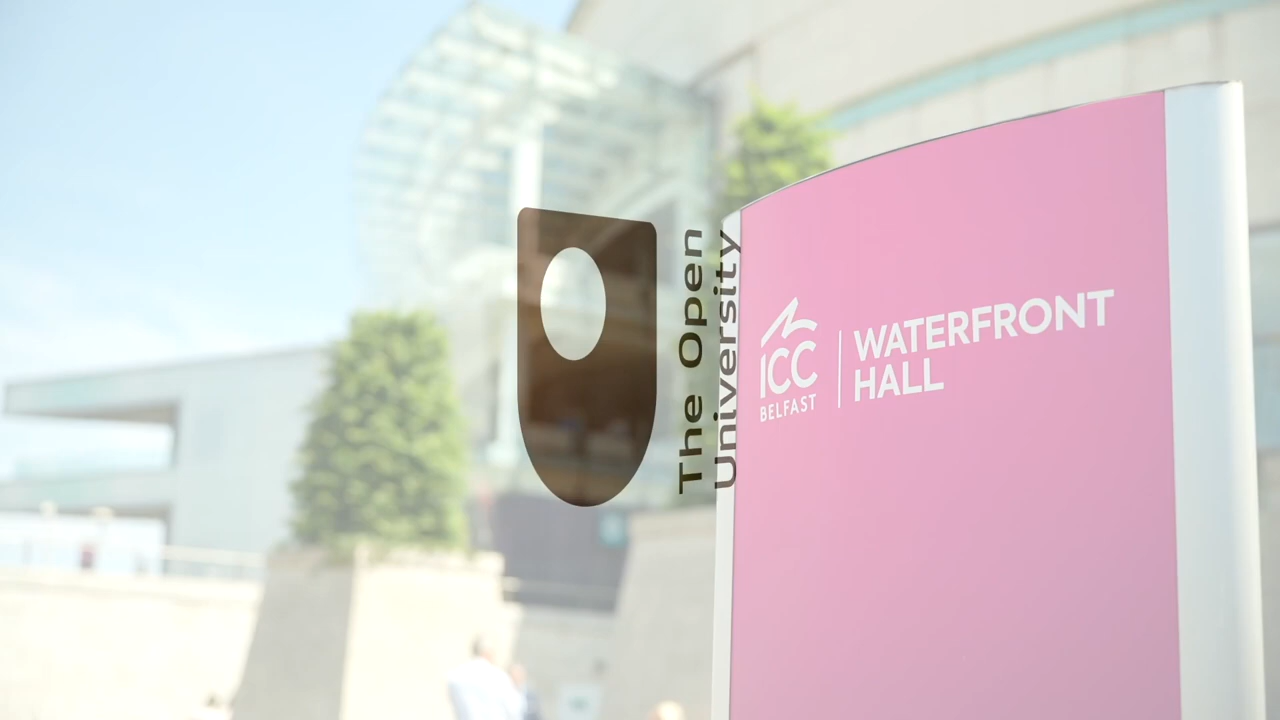 The Open
University
ICC
BELFAST
WATERFRONT
HALL